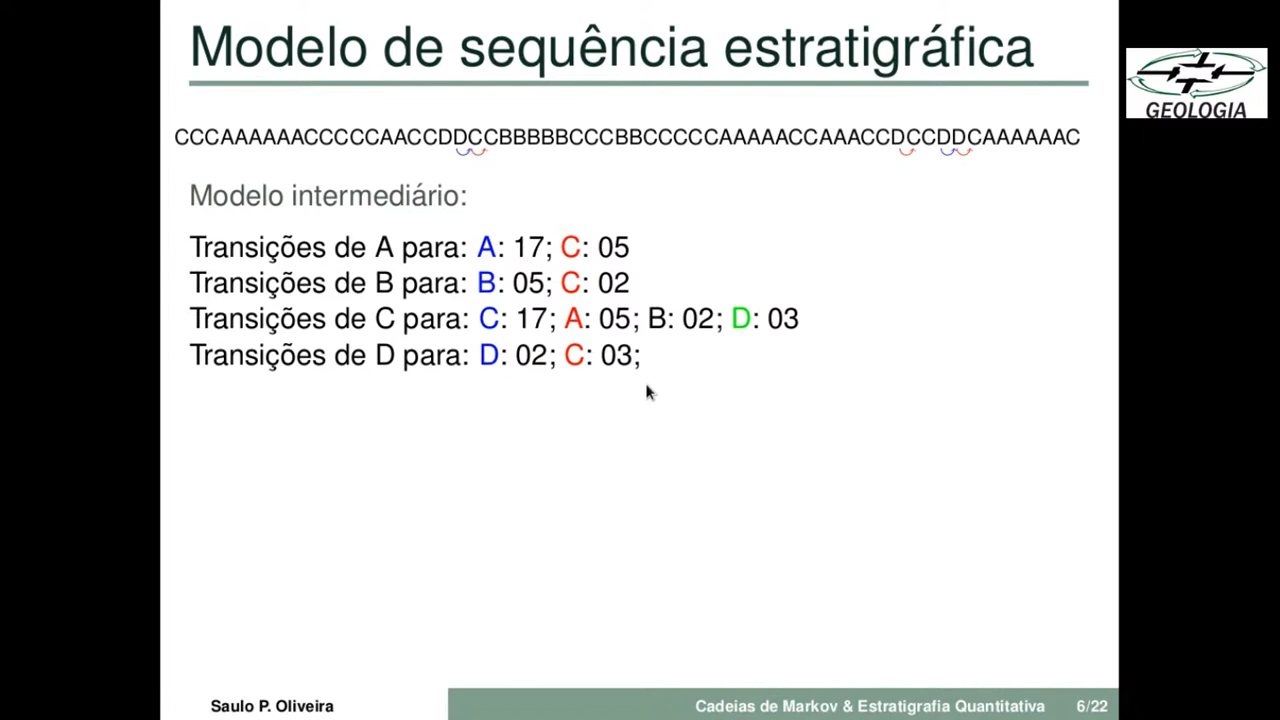 Modelo de sequência estratigráfica
GEOLOGIA
CCCAAAAAACCCCCAACCDDCCBBBBBCCCBBCCCCCAAAAACCAAACCDCCDDCAAAAAAC
Modelo intermediário:
Transições de A para: A: 17; C: 05
Transições de B para: B: 05; C: 02
Transições de C para: C: 17; A: 05; B: 02; D: 03
Transições de D para: D: 02; C: 03;
Saulo P. Oliveira
Cadeias de Markov & Estratigrafia Quantitativa 6/22